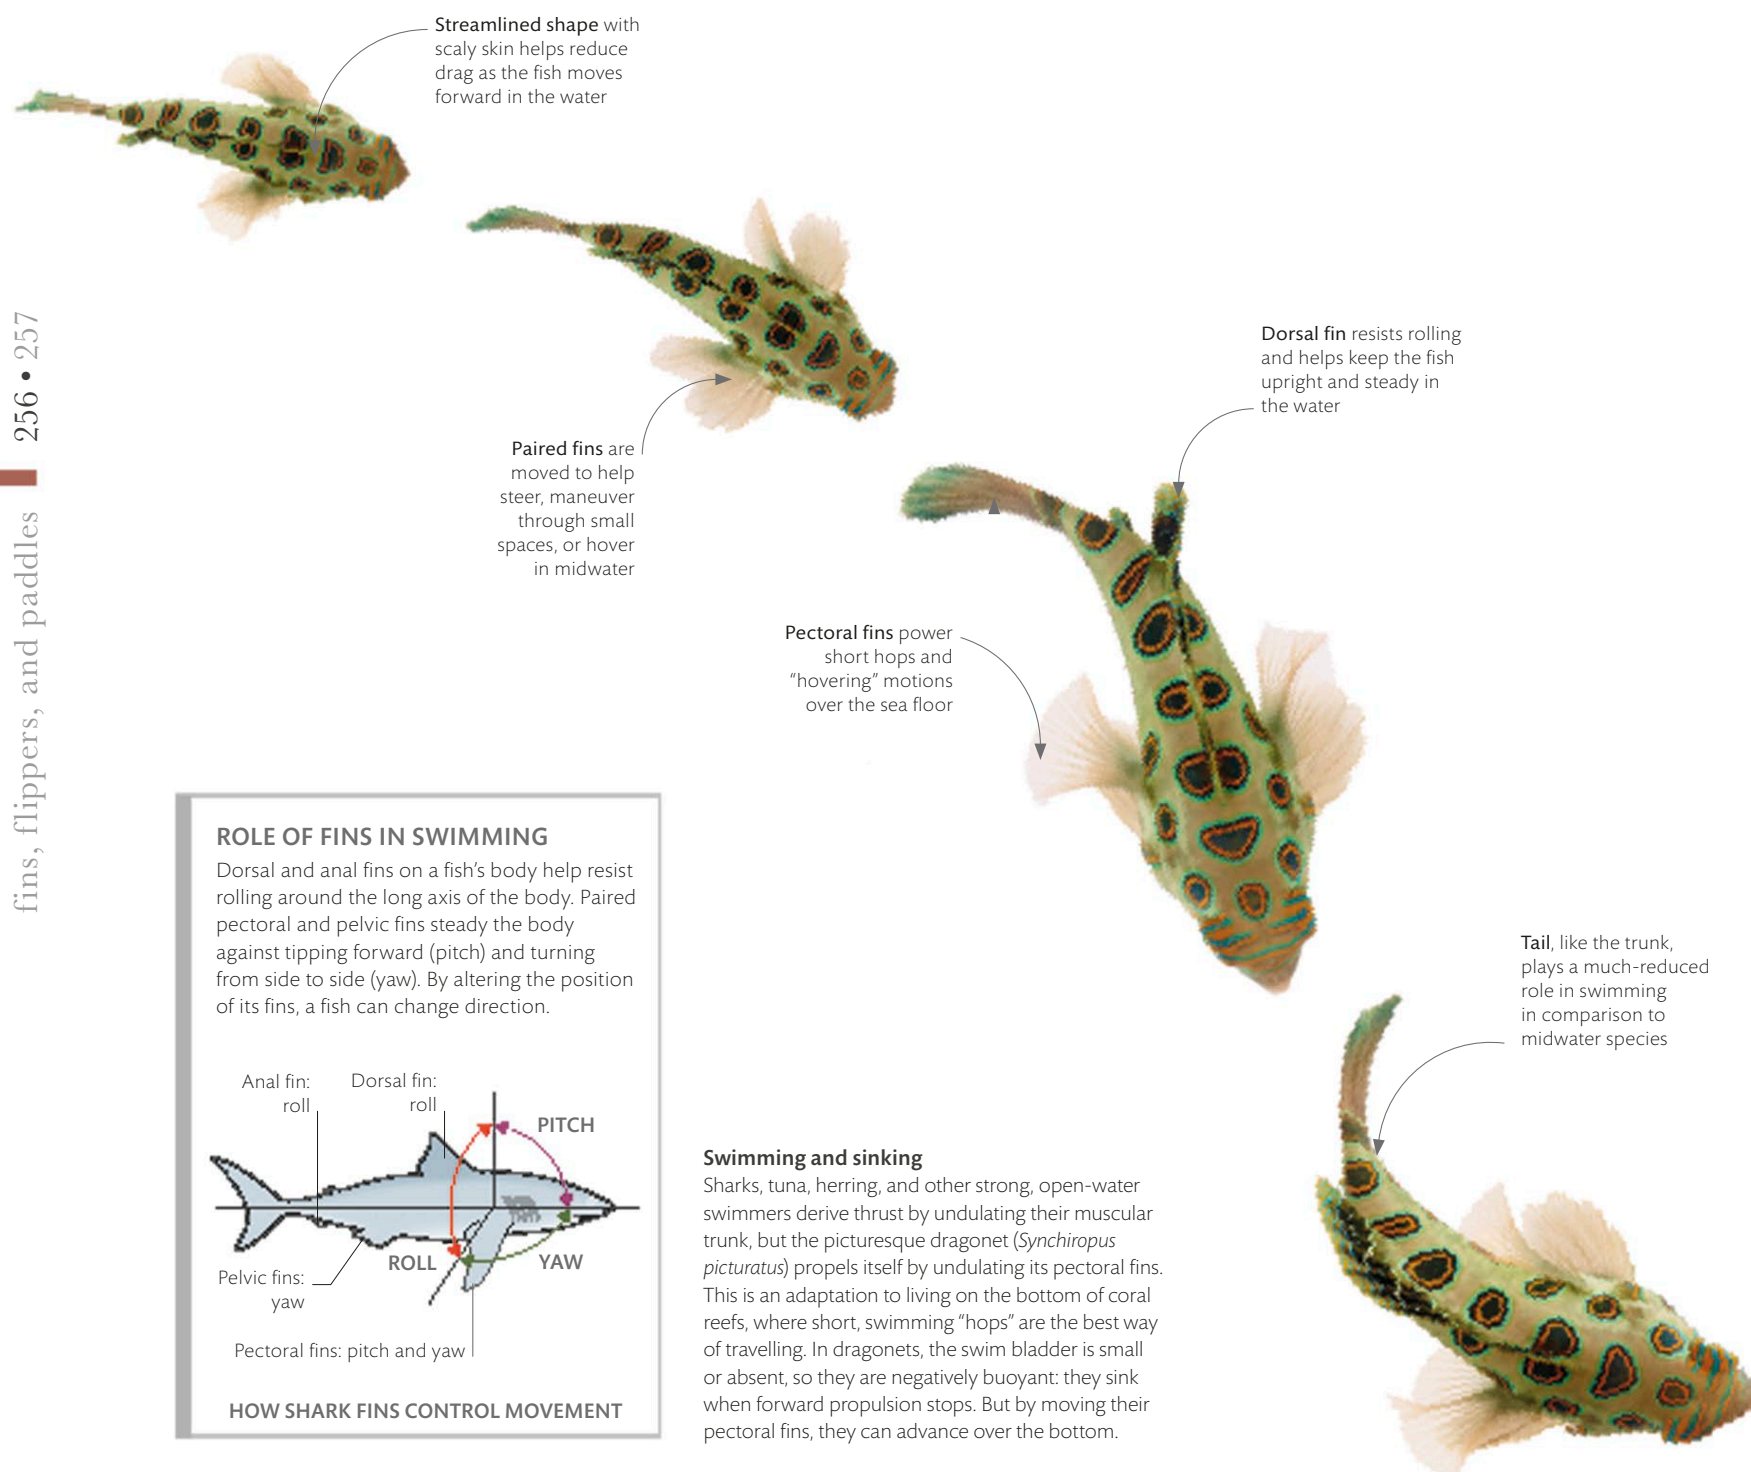 Streamlined shape with
scaly skin helps reduce
drag as the fish moves
forward in the water
fins, flippers, and paddles 256 • 257
Dorsal fin resists rolling
and helps keep the fish
upright and steady in
the water
Paired fins are
moved to help
steer, maneuver
through small
spaces, or hover
in midwater
Pectoral fins power
short hops and
“hovering” motions
over the sea floor
ROLE OF FINS IN SWIMMING
Dorsal and anal fins on a fish’s body help resist
rolling around the long axis of the body. Paired
pectoral and pelvic fins steady the body
against tipping forward (pitch) and turning
from side to side (yaw). By altering the position
of its fins, a fish can change direction.
Anal fin:
roll
Dorsal fin:
roll
PITCH
ROLL
YAW
Pelvic fins:
yaw
Pectoral fins: pitch and yaw
HOW SHARK FINS CONTROL MOVEMENT
Tail, like the trunk,
plays a much-reduced
role in swimming
in comparison to
midwater species
Swimming and sinking
Sharks, tuna, herring, and other strong, open-water
swimmers derive thrust by undulating their muscular
trunk, but the picturesque dragonet (Synchiropus
picturatus) propels itself by undulating its pectoral fins.
This is an adaptation to living on the bottom of coral
reefs, where short, swimming “hops” are the best way
of travelling. In dragonets, the swim bladder is small
or absent, so they are negatively buoyant: they sink
when forward propulsion stops. But by moving their
pectoral fins, they can advance over the bottom.